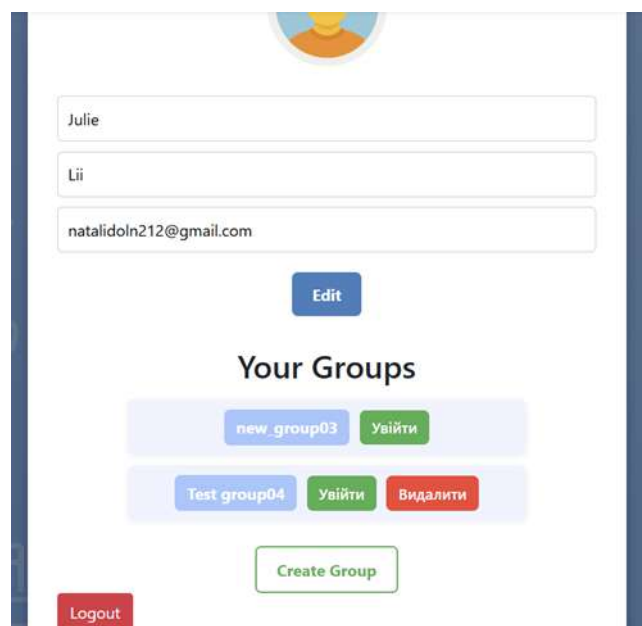 Julie
Lii
natalidoln212@gmail.com
Edit
Your Groups
new_group03 Увійти
Test group04 Увійти Видалити
Create Group
Logout